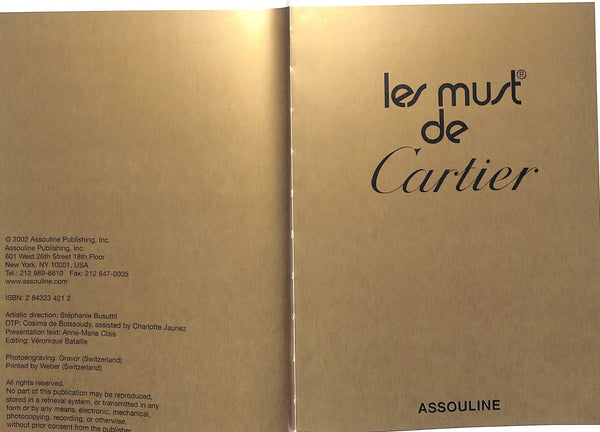 © 2002 Assouline Publishing, Inc.
Assouline Publishing, Inc.
601 West 26th Street 18th Floor
New York, NY 10001, USA
Tel.: 212 989-6810 Fax: 212 647-0005
www.assouline.com
ISBN: 2 84323 421 2
Artistic direction: Stéphanie Busuttil
DTP: Cosima de Boissoudy, assisted by Charlotte Jaunez
Presentation text: Anne-Marie Clais
Editing: Véronique Bataille
Photoengraving: Gravor (Switzerland)
Printed by Weber (Switzerland)
All rights reserved.
No part of this publication may be reproduced,
stored in a retrieval system, or transmitted in any
form or by any means, electronic, mechanical,
photocopying, recording, or otherwise,
without prior consent from the publisher
les must®
de
Cartier
ASSOULINE